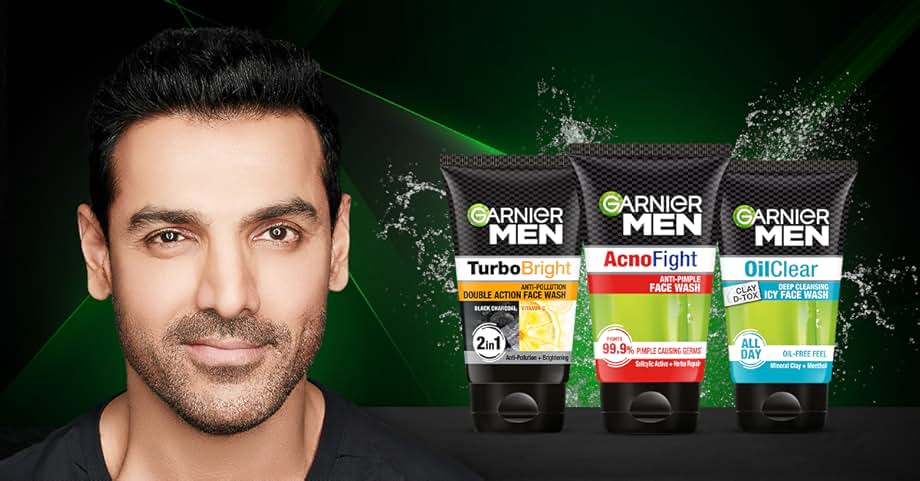 GARNIER
MEN
TurboBright
ANTI-POLLUTION
DOUBLE ACTION FACE WASH
BLACK CHARCOAL VITAMIN C
2in1
Anti-Pollution + Brightening
GARNIER
MEN
AcnoFight
ANTI-PIMPLE
FACE WASH
FIGHTS
99.9% PIMPLE CAUSING GERMS
Salicylic Active + Herba Repair
GARNIER
MEN
OilClear
CLAY
D-TOX
DEEP CLEANSING
ICY FACE WASH
ALL
DAY
OIL-FREE FEEL
Mineral Clay + Menthol